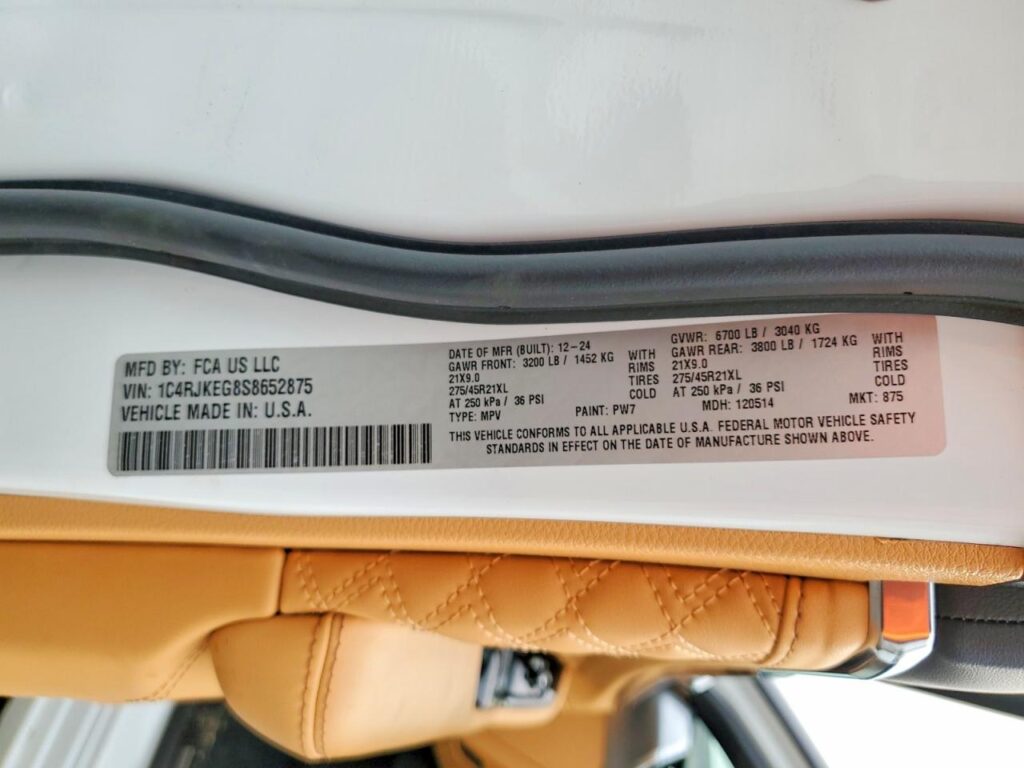 MFD BY: FCA US LLC
VIN: 1C4RJKEG8S8652875
VEHICLE MADE IN: U.S.A.
DATE OF MFR (BUILT): 12-24
GAWR FRONT: 3200 LB / 1452 KG WITH
21X9.0 RIMS
275/45R21XL TIRES
AT 250 kPa / 36 PSI COLD
TYPE: MPV PAINT: PW7
GVWR: 6700 LB / 3040 KG
GAWR REAR: 3800 LB / 1724 KG WITH
21X9.0 RIMS
275/45R21XL TIRES
AT 250 kPa / 36 PSI COLD
MDH: 120514 MKT: 875
THIS VEHICLE CONFORMS TO ALL APPLICABLE U.S.A. FEDERAL MOTOR VEHICLE SAFETY
STANDARDS IN EFFECT ON THE DATE OF MANUFACTURE SHOWN ABOVE.